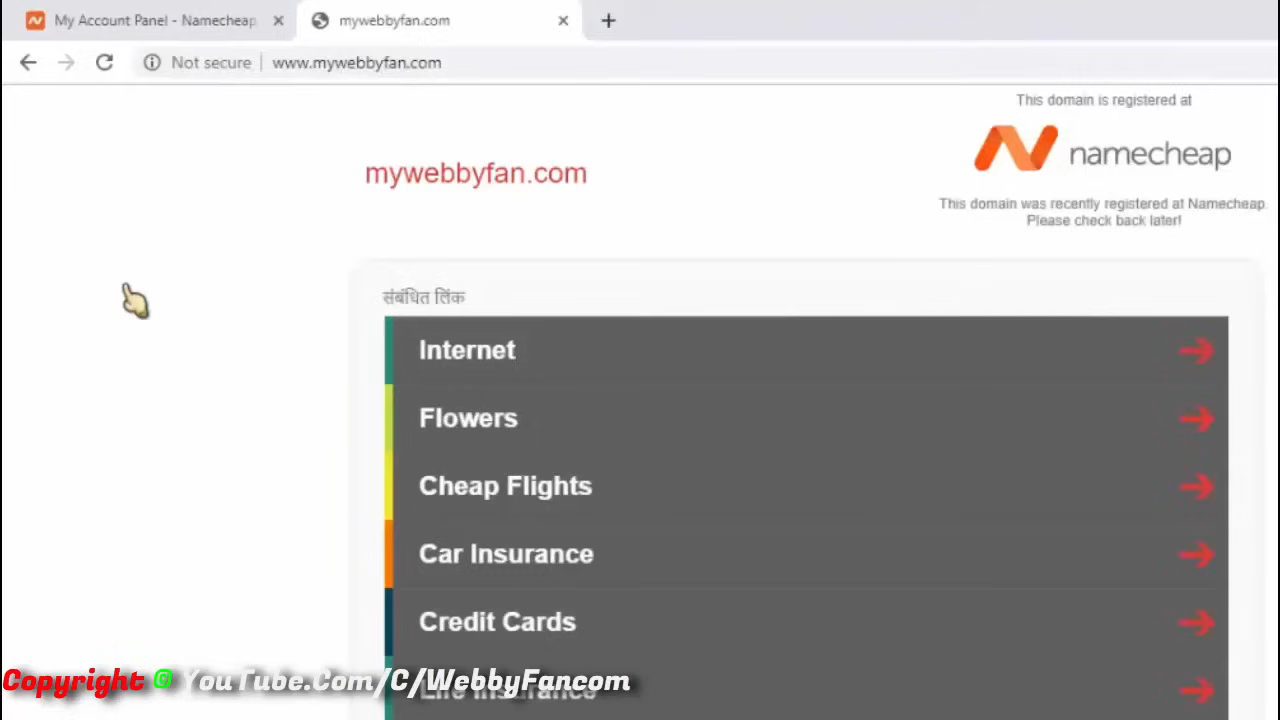 My Account Panel - Namecheap
mywebbyfan.com
Not secure
www.mywebbyfan.com
This domain is registered at
namecheap
mywebbyfan.com
This domain was recently registered at Namecheap.
Please check back later!
संबंधित लिंक
Internet
Flowers
Cheap Flights
Car Insurance
Credit Cards
Life Insurance
Copyright © YouTube.Com/C/WebbyFancom